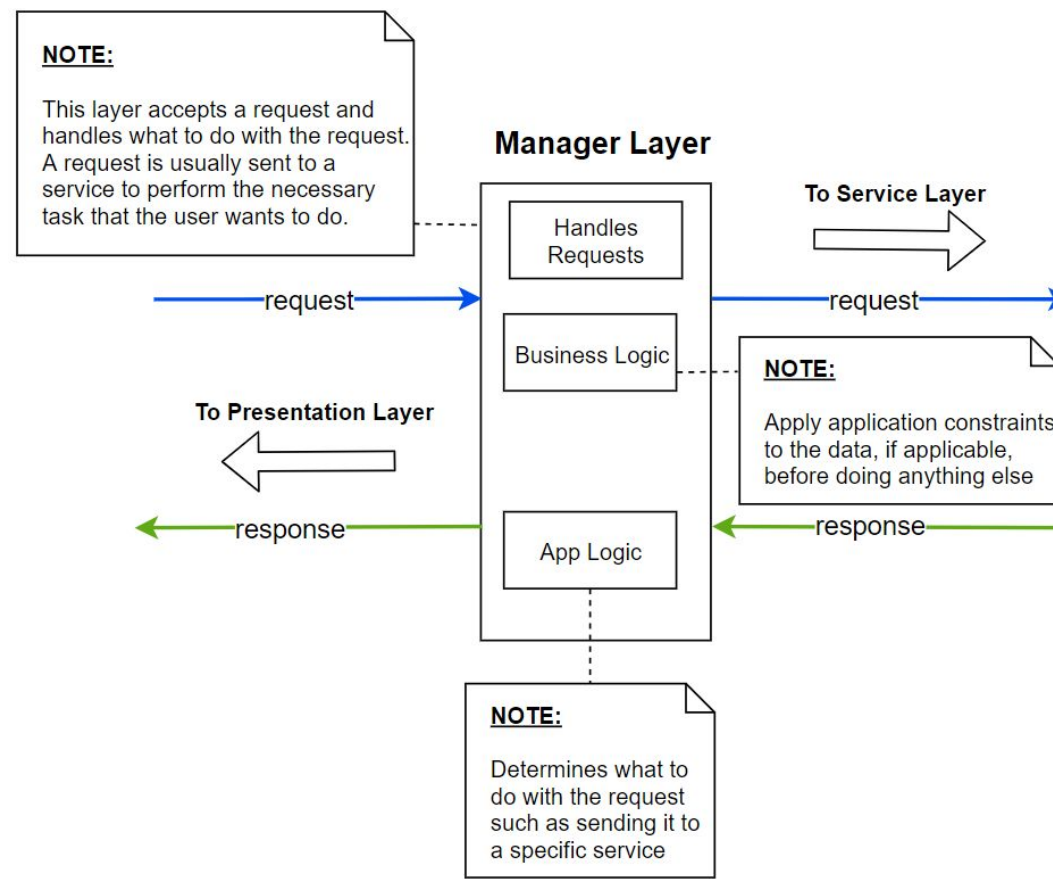 NOTE:
This layer accepts a request and
handles what to do with the request.
A request is usually sent to a
service to perform the necessary
task that the user wants to do.
Manager Layer
To Service Layer
Handles
Requests
request
request
Business Logic
NOTE:
Apply application constraints
to the data, if applicable,
before doing anything else
To Presentation Layer
response
response
App Logic
NOTE:
Determines what to
do with the request
such as sending it to
a specific service